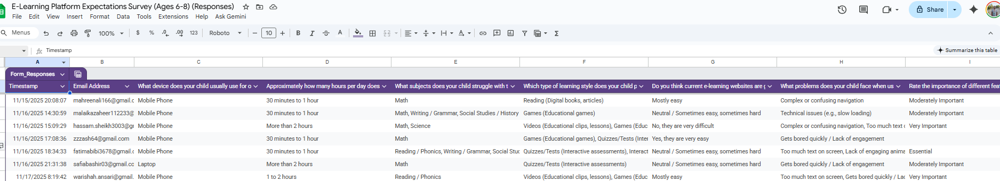 E-Learning Platform Expectations Survey (Ages 6-8) (Responses)
File Edit View Insert Format Data Tools Extensions Help Ask Gemini
Share
Menus 100% $ % .0 .00 123 Roboto 10 B I S A
Timestamp
Summarize this table
A B C D E F G H I
Form_Responses
Timestamp Email Address What device does your child usually use for o Approximately how many hours per day does What subjects does your child struggle with t Which type of learning style does your child p Do you think current e-learning websites are g What problems does your child face when us Rate the importance of different feat
11/15/2025 20:08:07 mahreenali166@gmail.c Mobile Phone 30 minutes to 1 hour Math Reading (Digital books, articles) Mostly easy Complex or confusing navigation Moderately Important
11/16/2025 14:30:59 malaikazaheer112233@ Mobile Phone 30 minutes to 1 hour Math, Writing / Grammar, Social Studies / History Games (Educational games) Neutral / Sometimes easy, sometimes hard Technical issues (e.g., slow loading) Moderately Important
11/16/2025 15:09:29 hassam.sheikh3003@gr Mobile Phone More than 2 hours Math, Science Videos (Educational clips, lessons), Games (Educ No, they are very difficult Complex or confusing navigation, Too much text o Very Important
11/16/2025 17:08:36 zzzash64@gmail.com Mobile Phone 30 minutes to 1 hour Math Games (Educational games), Quizzes/Tests (Inter Yes, they are very easy Gets bored quickly / Lack of engagement
11/16/2025 18:34:33 fatimabibi3678@gmail.c Mobile Phone 30 minutes to 1 hour Reading / Phonics, Writing / Grammar, Social Stud Quizzes/Tests (Interactive assessments), Interact Neutral / Sometimes easy, sometimes hard Too much text on screen, Lack of engaging anima Essential
11/16/2025 21:31:38 safiabashir03@gmail.cc Laptop More than 2 hours Math Quizzes/Tests (Interactive assessments) Neutral / Sometimes easy, sometimes hard Gets bored quickly / Lack of engagement Moderately Important
11/17/2025 8:19:42 warishah.ansari@gmail. Mobile Phone 1 to 2 hours Reading / Phonics Videos (Educational clips, lessons), Games (Educ Mostly easy Too much text on screen, Gets bored quickly / Lac Very Important